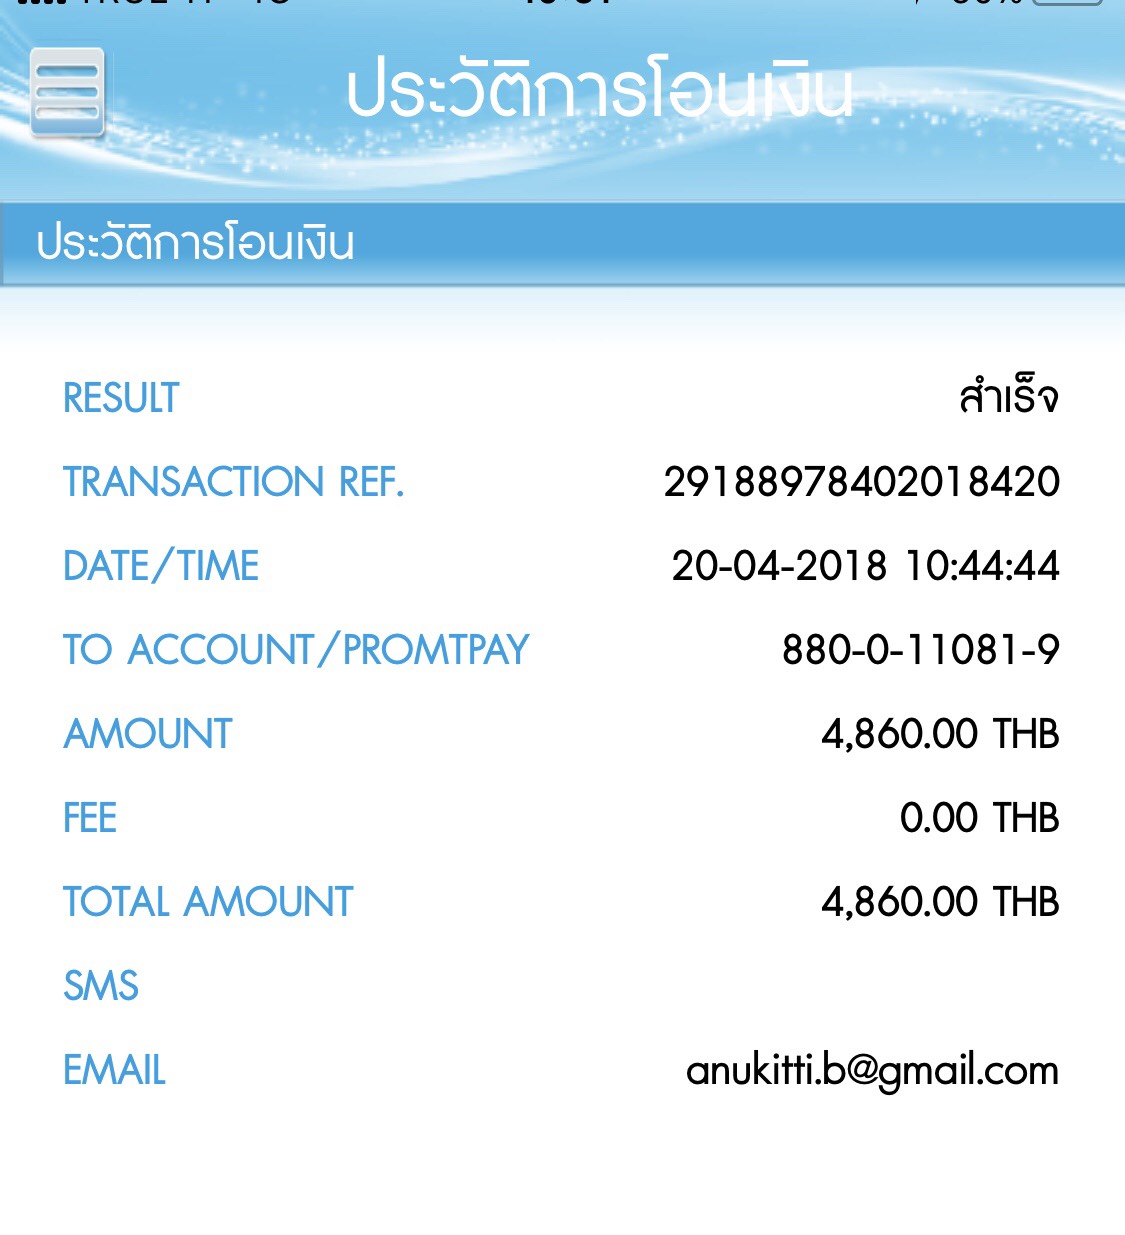 ประวัติการโอนเงิน
ประวัติการโอนเงิน
RESULT สำเร็จ
TRANSACTION REF. 29188978402018420
DATE/TIME 20-04-2018 10:44:44
TO ACCOUNT/PROMTPAY 880-0-11081-9
AMOUNT 4,860.00 THB
FEE 0.00 THB
TOTAL AMOUNT 4,860.00 THB
SMS
EMAIL anukitti.b@gmail.com